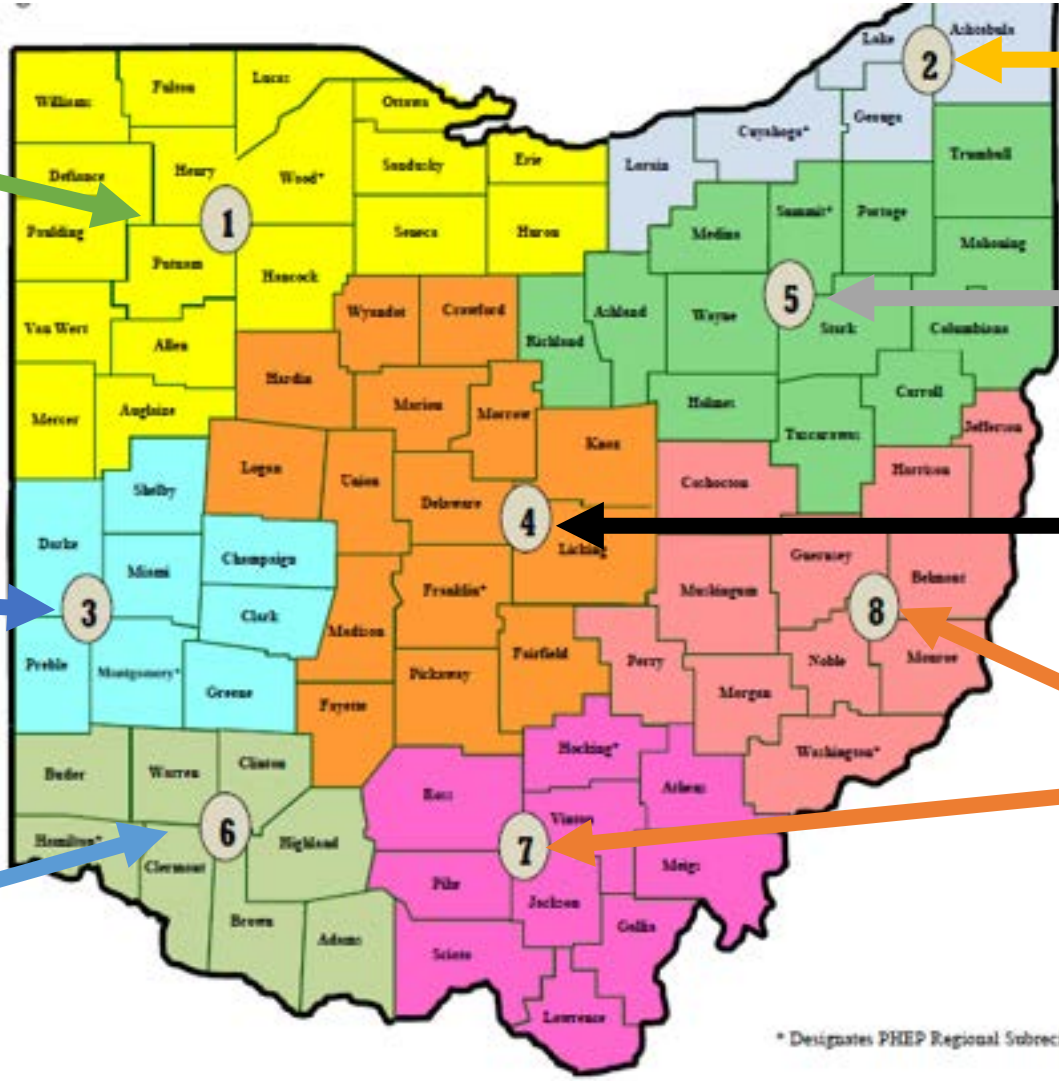 Lake
Ashtabula
2
Williams
Fulton
Lucas
Ottawa
Cuyahoga*
Geauga
Defiance
Henry
Wood*
Sandusky
Erie
Lorain
Trumbull
Paulding
1
Seneca
Huron
Medina
Summit*
Portage
Mahoning
Putnam
Hancock
Van Wert
Allen
Wyandot
Crawford
Richland
Ashland
Wayne
5
Stark
Columbiana
Mercer
Auglaize
Hardin
Marion
Morrow
Holmes
Carroll
Jefferson
Tuscarawas
Knox
Logan
Union
Shelby
Delaware
Coshocton
Harrison
4
Licking
Darke
Miami
Champaign
Clark
Franklin*
Muskingum
Guernsey
Belmont
3
8
Madison
Preble
Montgomery*
Greene
Pickaway
Fairfield
Perry
Noble
Monroe
Morgan
Fayette
Washington*
Hocking*
Butler
Warren
Clinton
Ross
Athens
Vinton
6
7
Hamilton*
Clermont
Highland
Pike
Meigs
Jackson
Brown
Adams
Gallia
Scioto
Lawrence
* Designates PHEP Regional Subrec